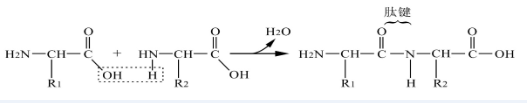 肽键
O O H2O O O
H2N—CH—C + HN—CH—C H2N—CH—C—N—CH—C—OH
OH H OH H
R1 R2 R1 R2